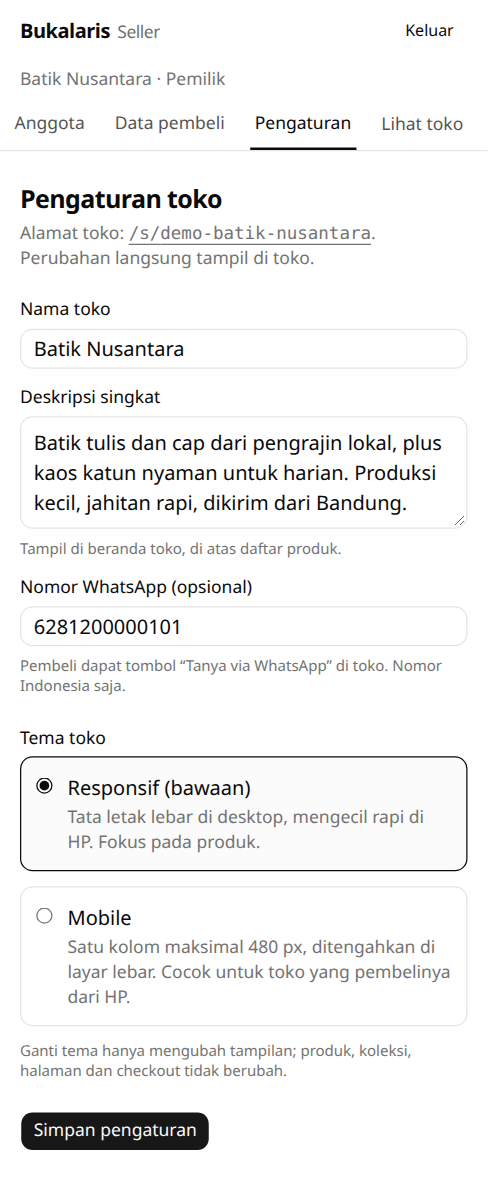 Bukalaris Seller
Keluar
Batik Nusantara · Pemilik
Anggota Data pembeli Pengaturan Lihat toko
Pengaturan toko
Alamat toko: /s/demo-batik-nusantara.
Perubahan langsung tampil di toko.
Nama toko
Batik Nusantara
Deskripsi singkat
Batik tulis dan cap dari pengrajin lokal, plus
kaos katun nyaman untuk harian. Produksi
kecil, jahitan rapi, dikirim dari Bandung.
Tampil di beranda toko, di atas daftar produk.
Nomor WhatsApp (opsional)
6281200000101
Pembeli dapat tombol “Tanya via WhatsApp” di toko. Nomor
Indonesia saja.
Tema toko
Responsif (bawaan)
Tata letak lebar di desktop, mengecil rapi di
HP. Fokus pada produk.
Mobile
Satu kolom maksimal 480 px, ditengahkan di
layar lebar. Cocok untuk toko yang pembelinya
dari HP.
Ganti tema hanya mengubah tampilan; produk, koleksi,
halaman dan checkout tidak berubah.
Simpan pengaturan